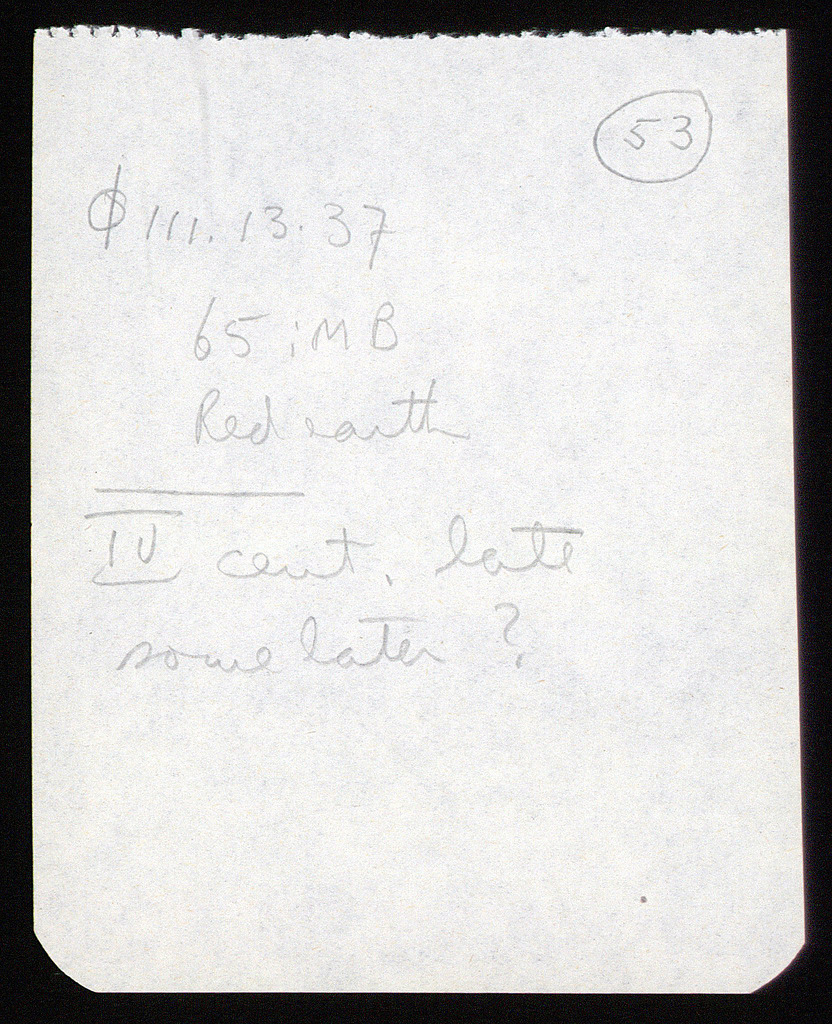 53
ϕ 111.13.37
65 ; MB
Red earth
IV cent. late
some later ?